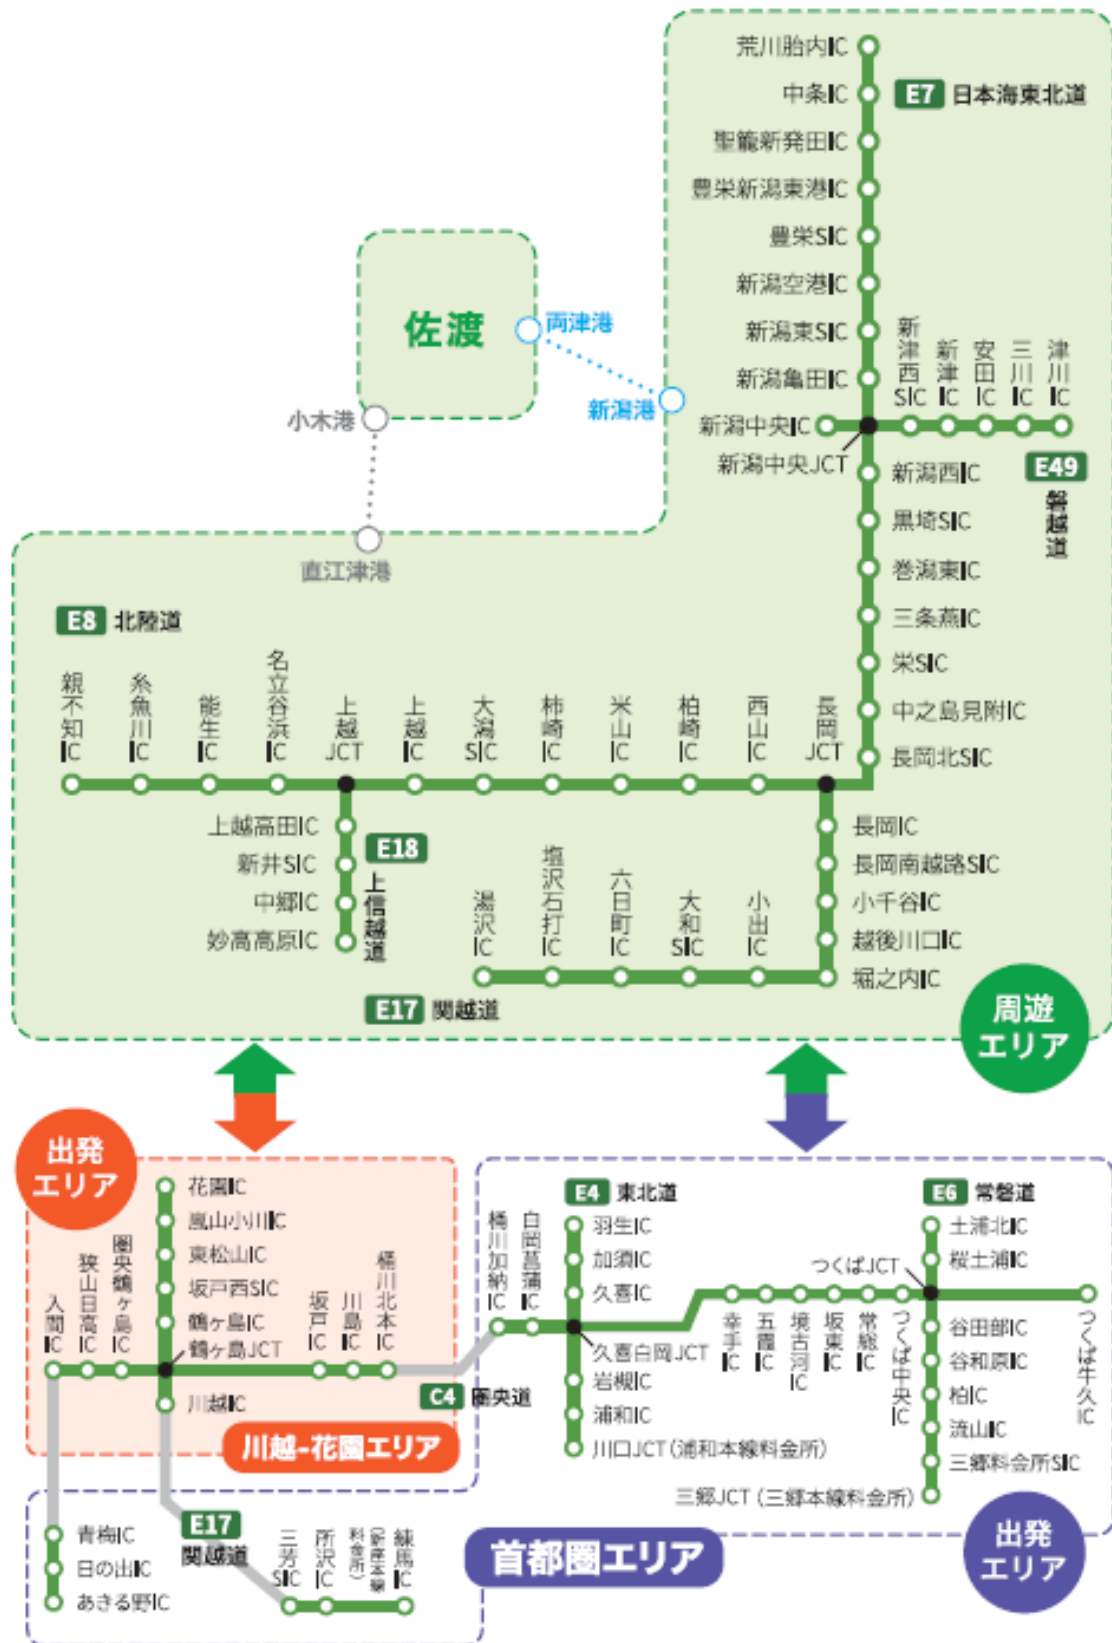 荒川胎内IC
中条IC
E7 日本海東北道
聖籠新発田IC
豊栄新潟東港IC
豊栄SIC
新潟空港IC
新潟東SIC
新潟亀田IC
新潟中央IC
新潟中央JCT
新津西SIC
新津IC
安田IC
三川IC
津川IC
E49
磐越道
佐渡
両津港
新潟港
小木港
直江津港
新潟西IC
黒埼SIC
巻潟東IC
三条燕IC
栄SIC
中之島見附IC
長岡北SIC
E8 北陸道
親不知IC
糸魚川IC
能生IC
名立谷浜IC
上越JCT
上越IC
大潟SIC
柿崎IC
米山IC
柏崎IC
西山IC
長岡JCT
上越高田IC
新井SIC
中郷IC
妙高高原IC
E18
上信越道
長岡IC
長岡南越路SIC
小千谷IC
越後川口IC
堀之内IC
湯沢IC
塩沢石打IC
六日町IC
大和SIC
小出IC
E17 関越道
周遊
エリア
出発
エリア
花園IC
嵐山小川IC
東松山IC
坂戸西SIC
鶴ヶ島IC
鶴ヶ島JCT
川越IC
入間IC
狭山日高IC
圏央鶴ヶ島IC
坂戸IC
川島IC
桶川北本IC
川越-花園エリア
C4 圏央道
桶川加納IC
白岡菖蒲IC
E4 東北道
羽生IC
加須IC
久喜IC
久喜白岡JCT
岩槻IC
浦和IC
川口JCT(浦和本線料金所)
幸手IC
五霞IC
境古河IC
坂東IC
常総IC
つくば中央IC
つくばJCT
E6 常磐道
土浦北IC
桜土浦IC
つくば牛久IC
谷田部IC
谷和原IC
柏IC
流山IC
三郷料金所SIC
三郷JCT(三郷本線料金所)
青梅IC
日の出IC
あきる野IC
E17
関越道
三芳SIC
所沢IC
(新座本線料金所)
練馬IC
首都圏エリア
出発
エリア